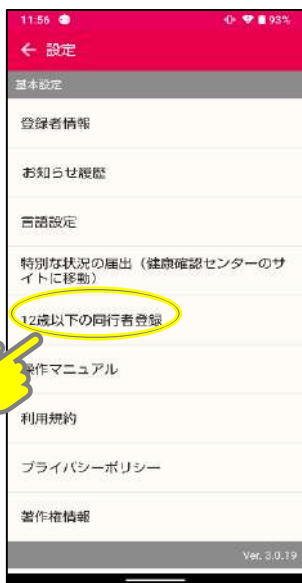 11:56
93%
← 設定
基本設定
登録者情報
お知らせ履歴
言語設定
特別な状況の届出（健康確認センターのサ
イトに移動）
12歳以下の同行者登録
操作マニュアル
利用規約
プライバシーポリシー
著作権情報
Ver. 3.0.19